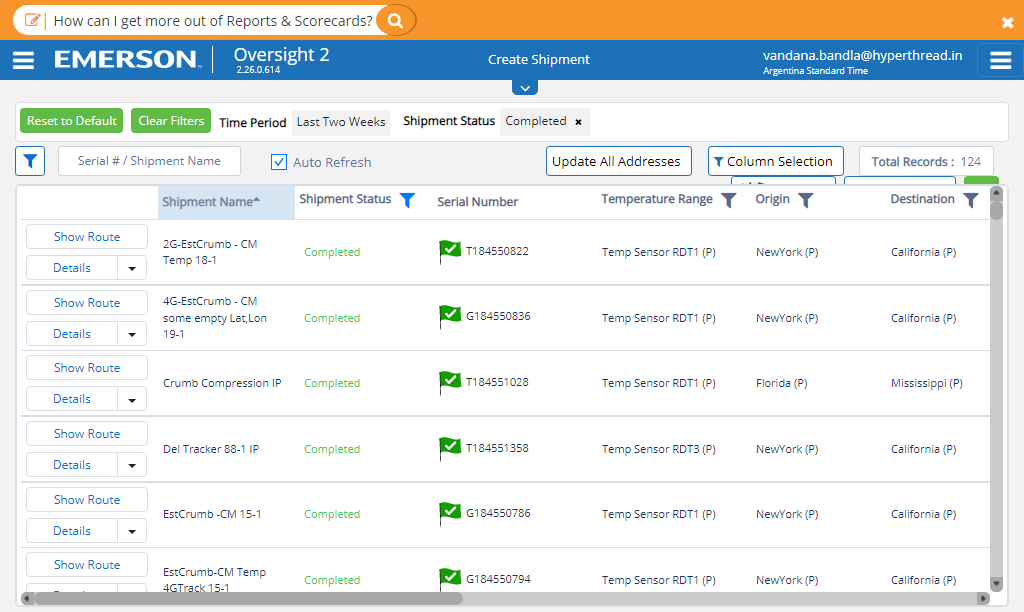 How can I get more out of Reports & Scorecards?
EMERSON. Oversight 2
2.26.0.614
Create Shipment
vandana.bandla@hyperthread.in
Argentina Standard Time
Reset to Default Clear Filters Time Period Last Two Weeks Shipment Status Completed ×
Serial # / Shipment Name Auto Refresh Update All Addresses Column Selection Total Records : 124
Shipment Name Shipment Status Serial Number Temperature Range Origin Destination
Show Route
Details
2G-EstCrumb - CM
Temp 18-1
Completed T184550822 Temp Sensor RDT1 (P) NewYork (P) California (P)
Show Route
Details
4G-EstCrumb - CM
some empty Lat,Lon
19-1
Completed G184550836 Temp Sensor RDT1 (P) NewYork (P) California (P)
Show Route
Details
Crumb Compression IP Completed T184551028 Temp Sensor RDT1 (P) Florida (P) Mississippi (P)
Show Route
Details
Del Tracker 88-1 IP Completed T184551358 Temp Sensor RDT3 (P) NewYork (P) California (P)
Show Route
Details
EstCrumb -CM 15-1 Completed G184550786 Temp Sensor RDT1 (P) NewYork (P) California (P)
Show Route
EstCrumb-CM Temp
4GTrack 15-1
Completed G184550794 Temp Sensor RDT1 (P) NewYork (P) California (P)